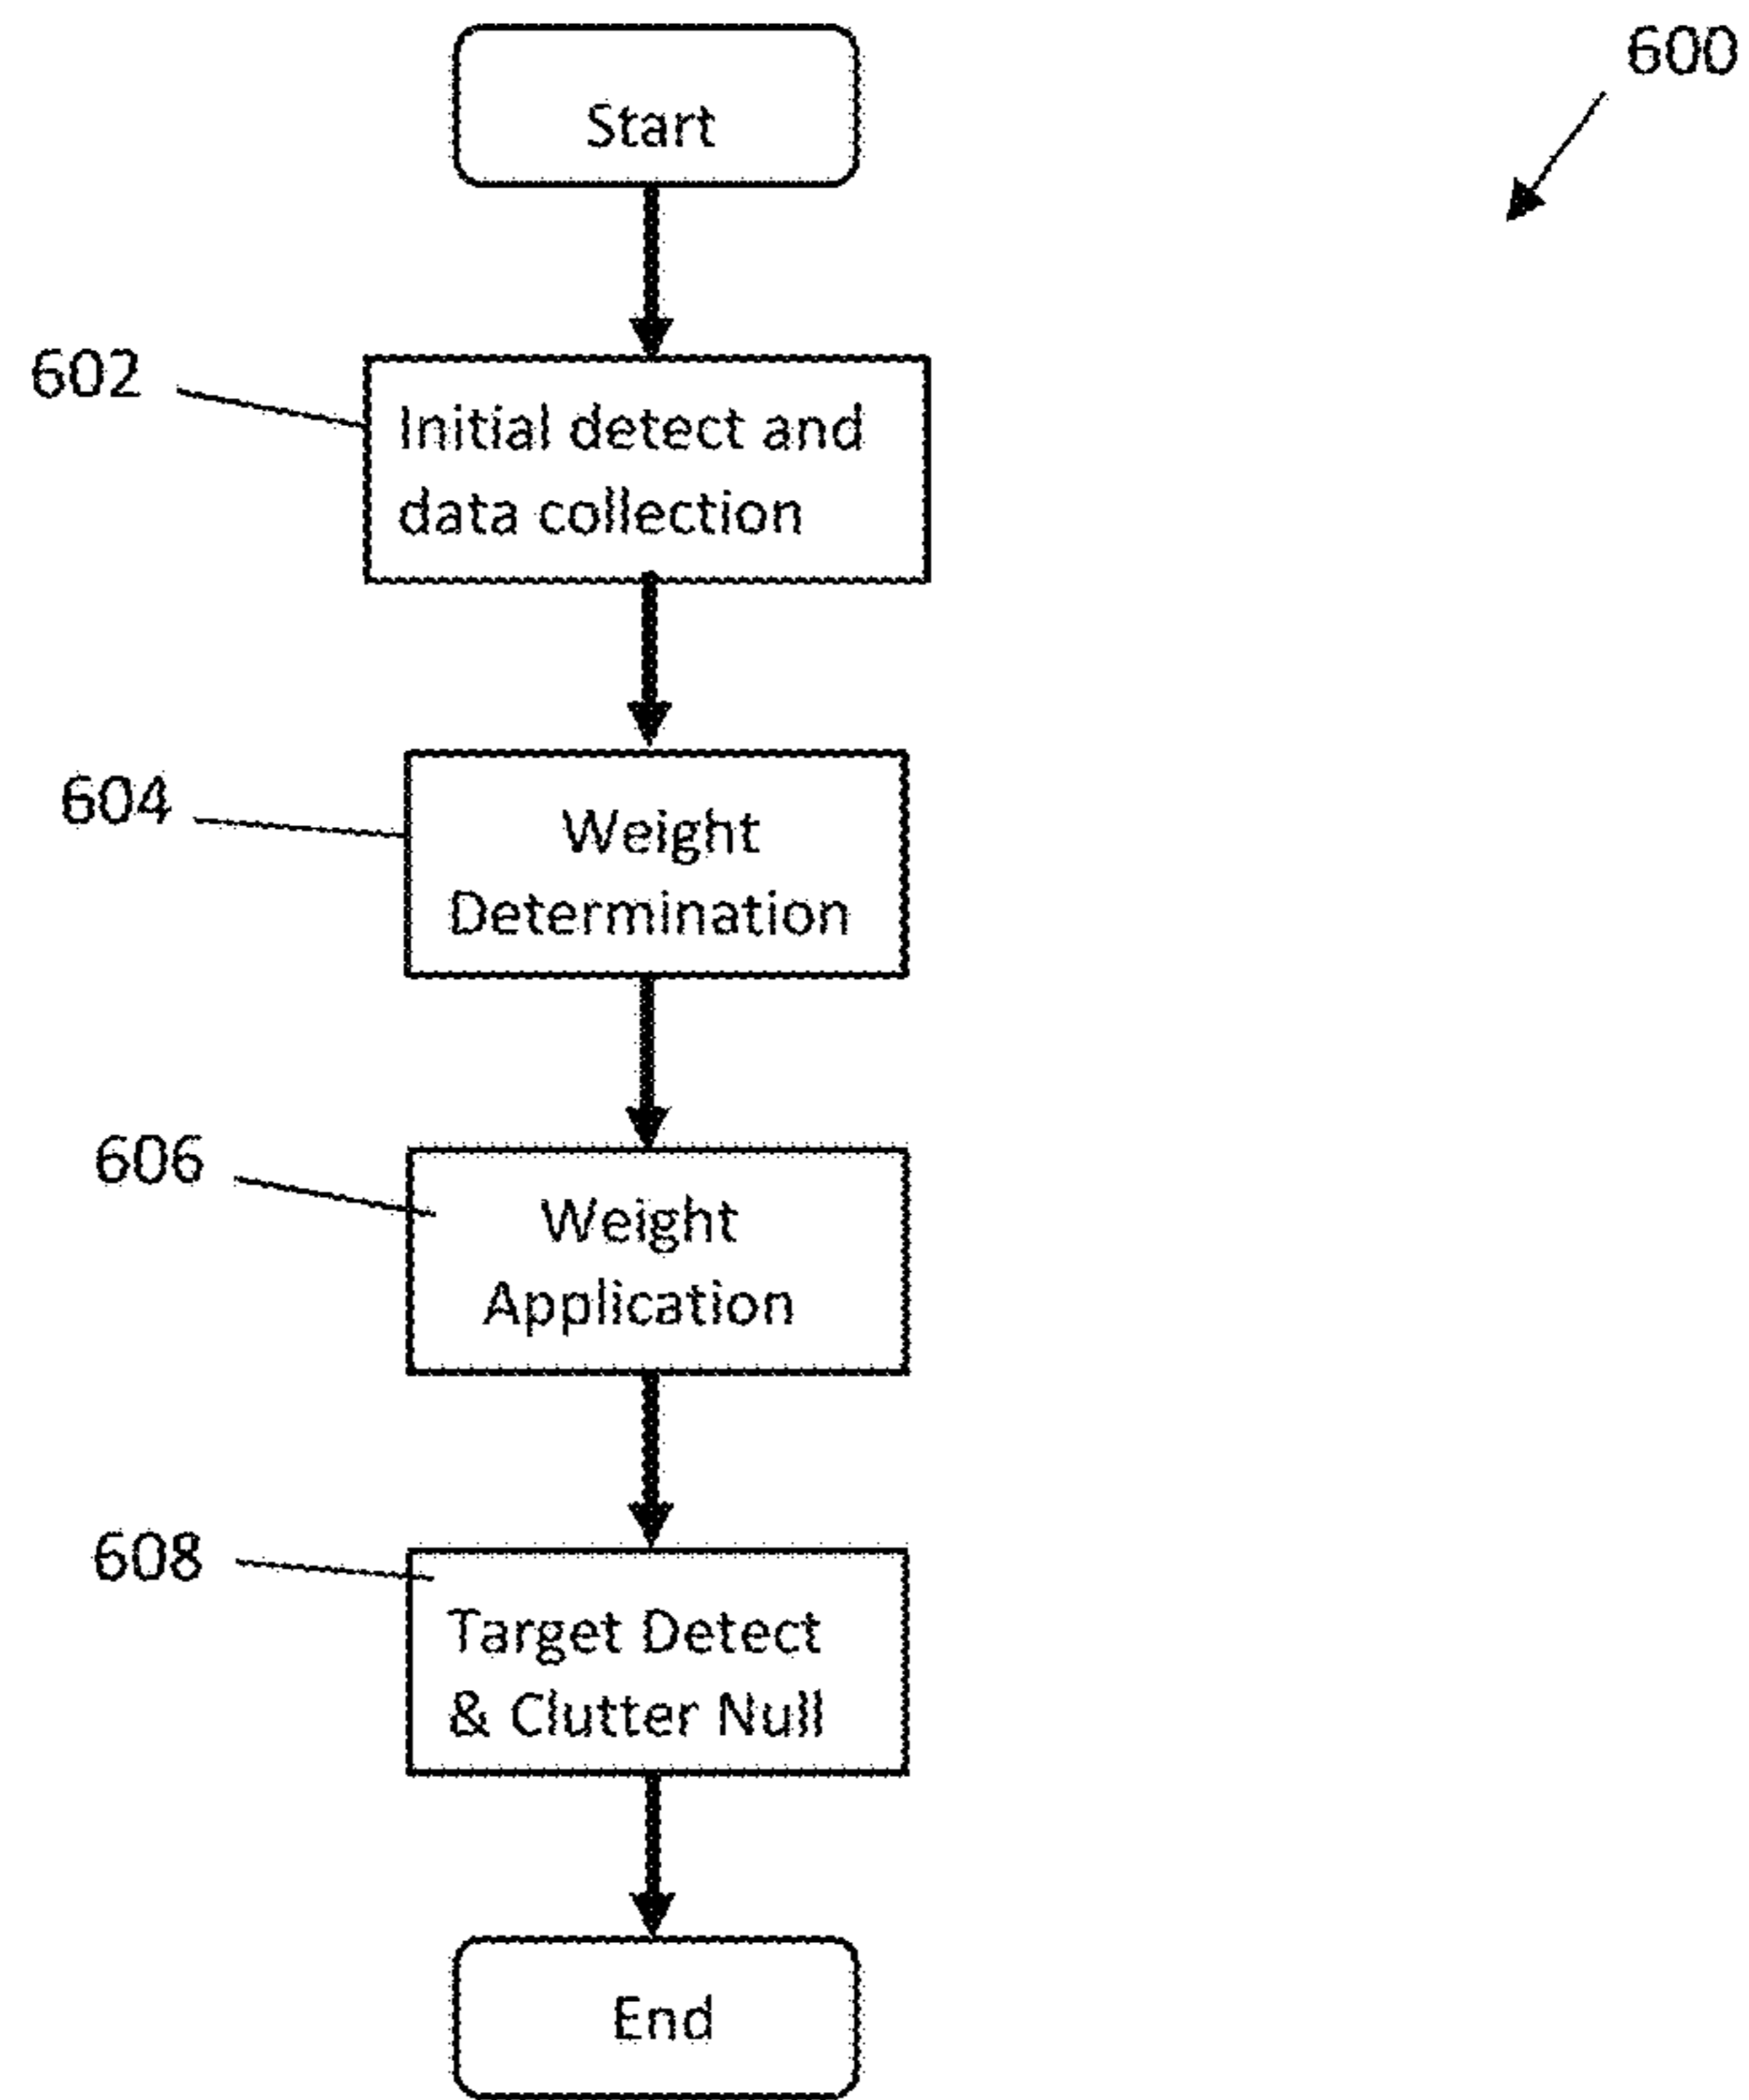 600
Start
602
Initial detect and
data collection
604
Weight
Determination
606
Weight
Application
608
Target Detect
& Clutter Null
End